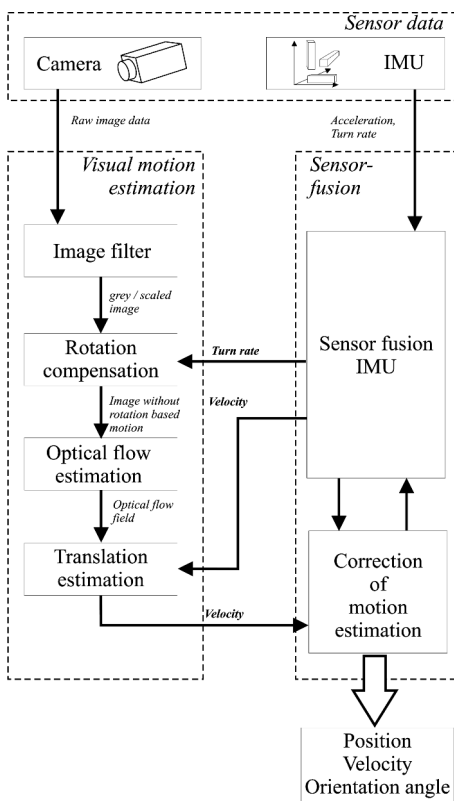 Sensor data
Camera
IMU
Raw image data
Acceleration,
Turn rate
Visual motion
estimation
Sensor-
fusion
Image filter
grey / scaled
image
Rotation
compensation
Turn rate
Sensor fusion
IMU
Image without
rotation based
motion
Velocity
Optical flow
estimation
Optical flow
field
Translation
estimation
Correction
of
motion
estimation
Velocity
Position
Velocity
Orientation angle